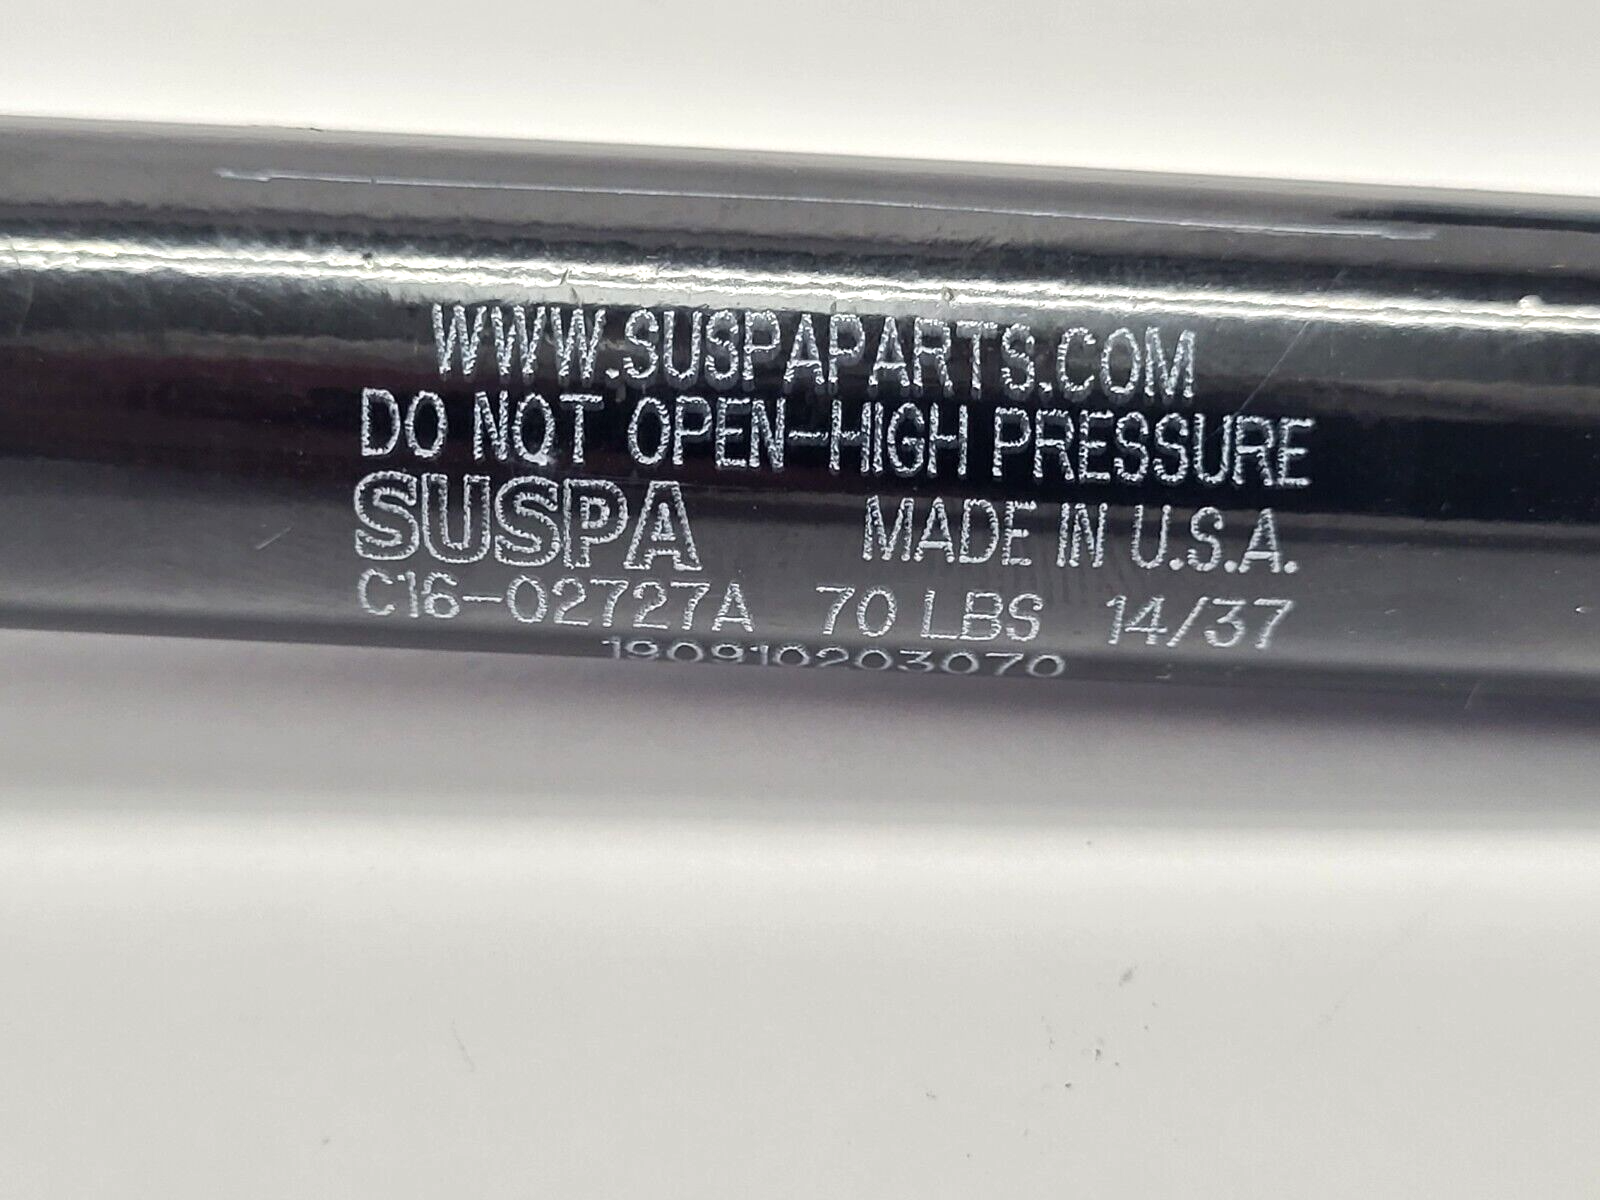 WWW.SUSPAPARTS.COM
DO NOT OPEN-HIGH PRESSURE
SUSPA MADE IN U.S.A.
C16-02727A 70 LBS 14/37
190910203070